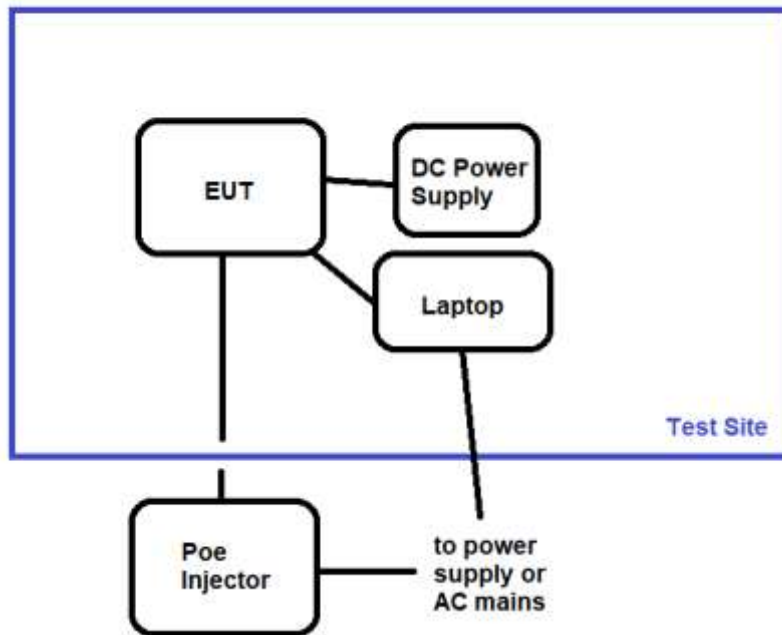 EUT
DC Power
Supply
Laptop
Test Site
Poe
Injector
to power
supply or
AC mains